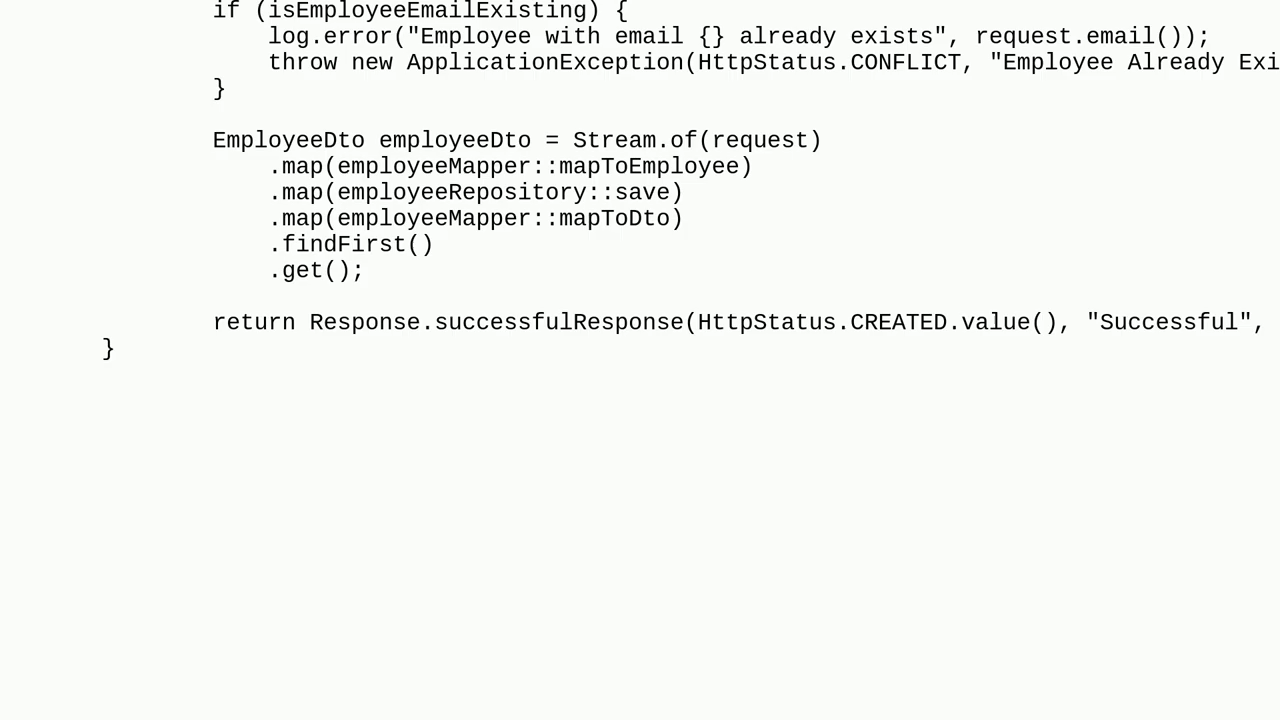 if (isEmployeeEmailExisting) {
log.error("Employee with email {} already exists", request.email());
throw new ApplicationException(HttpStatus.CONFLICT, "Employee Already Exi
}
EmployeeDto employeeDto = Stream.of(request)
.map(employeeMapper::mapToEmployee)
.map(employeeRepository::save)
.map(employeeMapper::mapToDto)
.findFirst()
.get();
return Response.successfulResponse(HttpStatus.CREATED.value(), "Successful",
}